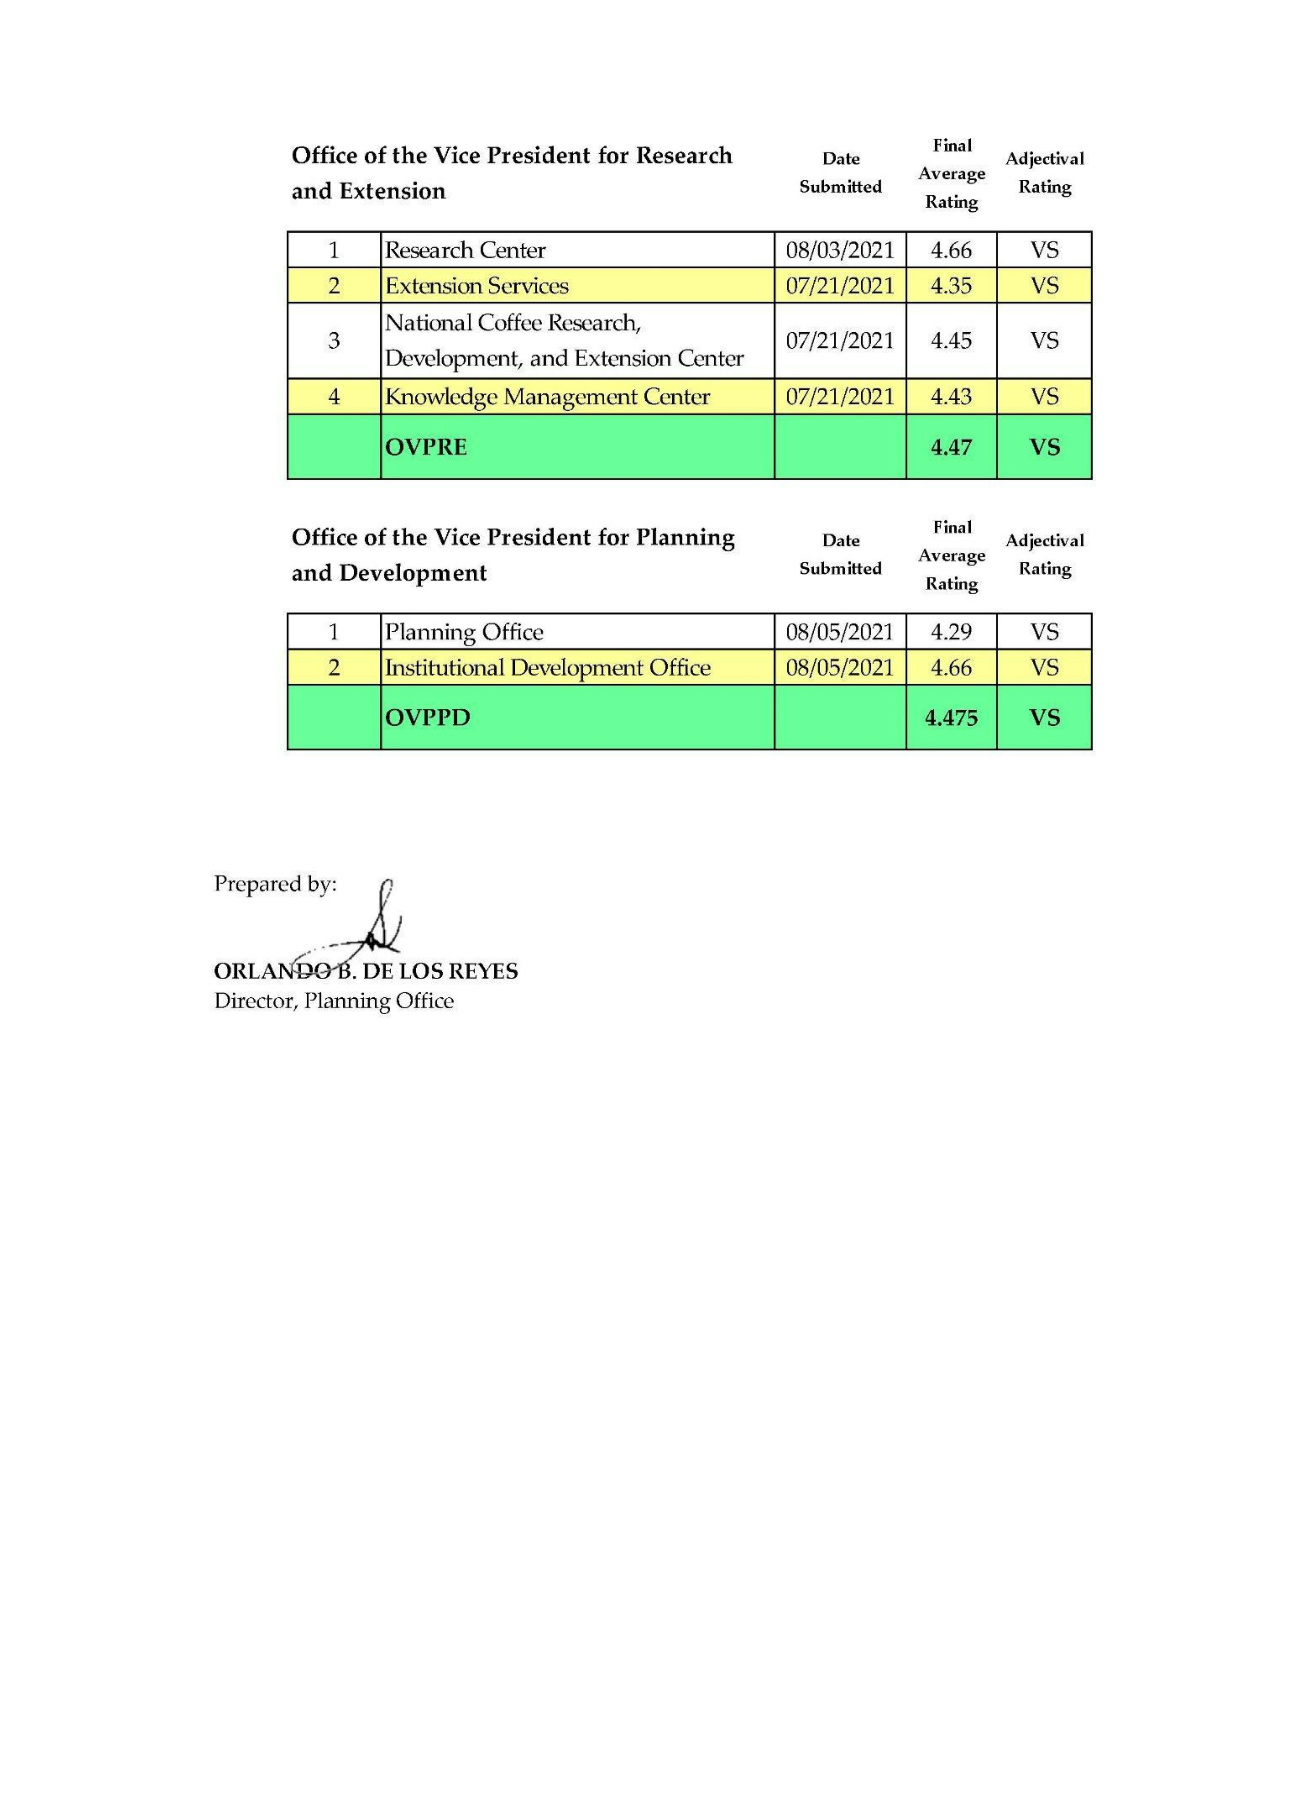 Office of the Vice President for Research
and Extension
Date
Submitted
Final
Average
Rating
Adjectival
Rating
1 Research Center 08/03/2021 4.66 VS
2 Extension Services 07/21/2021 4.35 VS
3 National Coffee Research,
Development, and Extension Center 07/21/2021 4.45 VS
4 Knowledge Management Center 07/21/2021 4.43 VS
OVPRE 4.47 VS
Office of the Vice President for Planning
and Development
Date
Submitted
Final
Average
Rating
Adjectival
Rating
1 Planning Office 08/05/2021 4.29 VS
2 Institutional Development Office 08/05/2021 4.66 VS
OVPPD 4.475 VS
Prepared by:
ORLANDO B. DE LOS REYES
Director, Planning Office